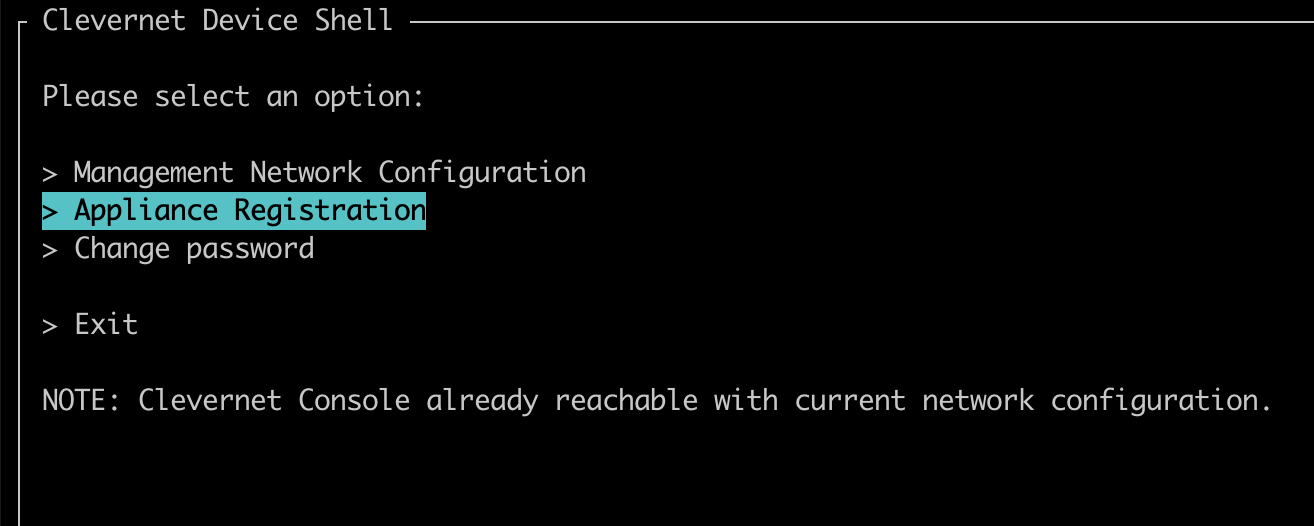 Clevernet Device Shell
Please select an option:
> Management Network Configuration
> Appliance Registration
> Change password
> Exit
NOTE: Clevernet Console already reachable with current network configuration.